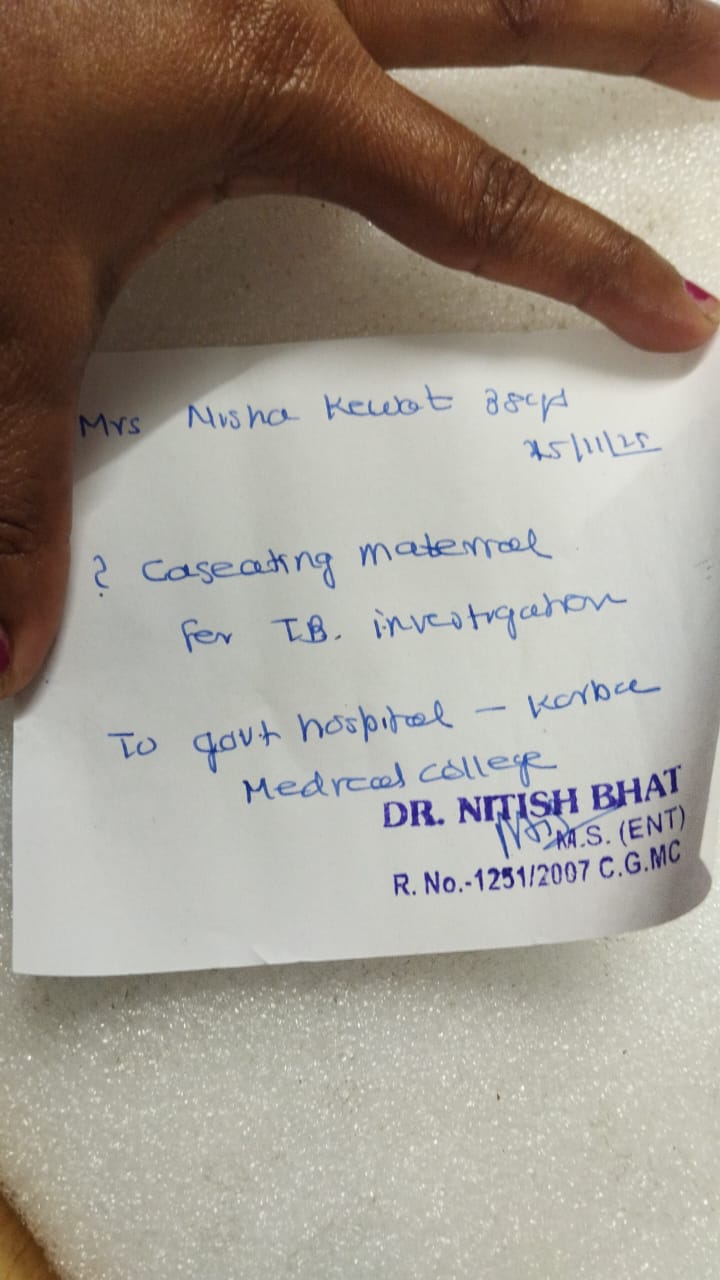 Mrs Nisha Kewat 38yrs
25/11/25
? Caseating material
for T.B. investigation
To govt hospital – Korba
Medical college
DR. NITISH BHAT
M.S. (ENT)
R. No.-1251/2007 C.G.MC